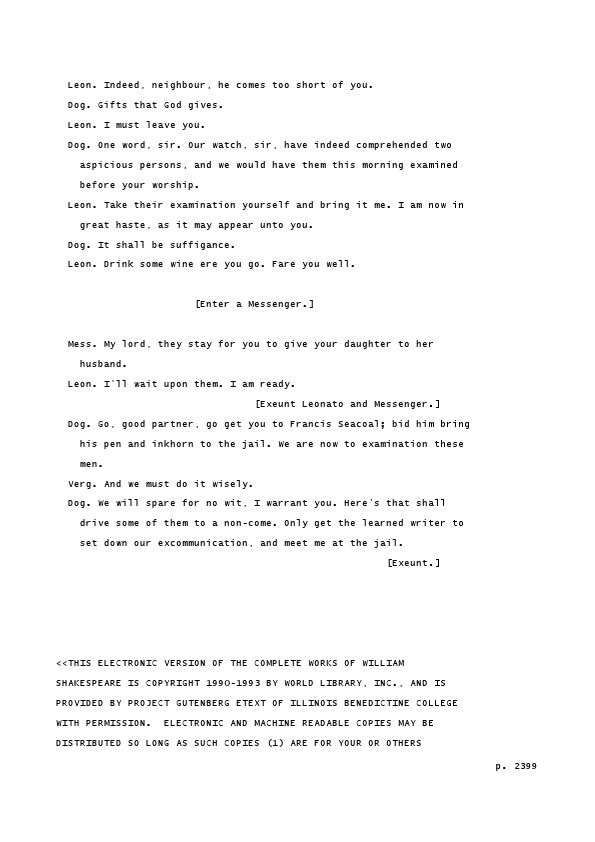 Leon. Indeed, neighbour, he comes too short of you.
Dog. Gifts that God gives.
Leon. I must leave you.
Dog. One word, sir. Our watch, sir, have indeed comprehended two
aspicious persons, and we would have them this morning examined
before your worship.
Leon. Take their examination yourself and bring it me. I am now in
great haste, as it may appear unto you.
Dog. It shall be suffigance.
Leon. Drink some wine ere you go. Fare you well.
[Enter a Messenger.]
Mess. My lord, they stay for you to give your daughter to her
husband.
Leon. I'll wait upon them. I am ready.
[Exeunt Leonato and Messenger.]
Dog. Go, good partner, go get you to Francis Seacoal; bid him bring
his pen and inkhorn to the jail. We are now to examination these
men.
Verg. And we must do it wisely.
Dog. We will spare for no wit, I warrant you. Here's that shall
drive some of them to a non-come. Only get the learned writer to
set down our excommunication, and meet me at the jail.
[Exeunt.]
<<THIS ELECTRONIC VERSION OF THE COMPLETE WORKS OF WILLIAM
SHAKESPEARE IS COPYRIGHT 1990-1993 BY WORLD LIBRARY, INC., AND IS
PROVIDED BY PROJECT GUTENBERG ETEXT OF ILLINOIS BENEDICTINE COLLEGE
WITH PERMISSION.  ELECTRONIC AND MACHINE READABLE COPIES MAY BE
DISTRIBUTED SO LONG AS SUCH COPIES (1) ARE FOR YOUR OR OTHERS
p. 2399